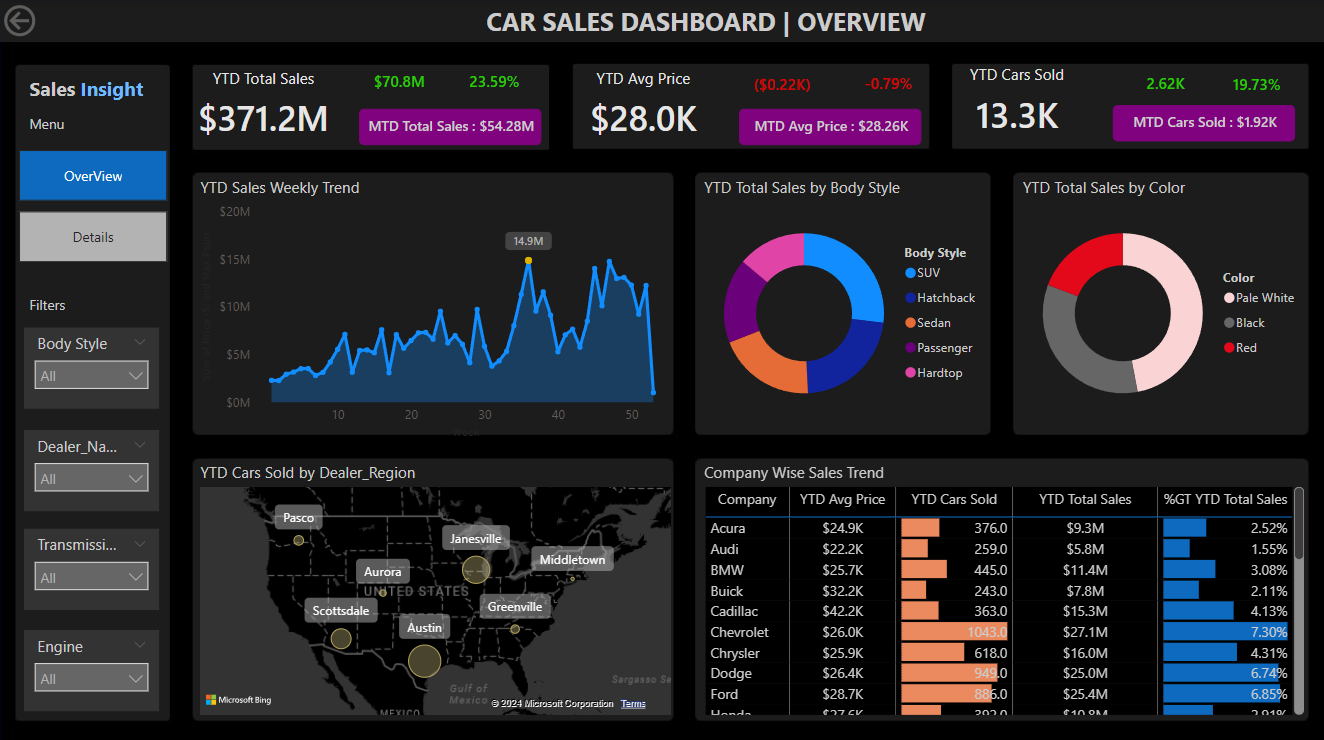 CAR SALES DASHBOARD | OVERVIEW
Sales Insight
Menu
OverView
Details
Filters
Body Style
All
Dealer_Na...
All
Transmissi...
All
Engine
All
YTD Total Sales
$70.8M
23.59%
$371.2M
MTD Total Sales : $54.28M
YTD Avg Price
($0.22K)
-0.79%
$28.0K
MTD Avg Price : $28.26K
YTD Cars Sold
2.62K
19.73%
13.3K
MTD Cars Sold : $1.92K
YTD Sales Weekly Trend
$20M
$15M
$10M
$5M
$0M
14.9M
10 20 30 40 50
Week
YTD Total Sales by Body Style
Body Style
SUV
Hatchback
Sedan
Passenger
Hardtop
YTD Total Sales by Color
Color
Pale White
Black
Red
YTD Cars Sold by Dealer_Region
Pasco
Janesville
Middletown
Aurora
UNITED STATES
Scottsdale
Greenville
Austin
Sargasso Se
Gulf of
Mexico
MEXICO
Microsoft Bing
© 2024 Microsoft Corporation Terms
Company Wise Sales Trend
Company YTD Avg Price YTD Cars Sold YTD Total Sales %GT YTD Total Sales
Acura $24.9K 376.0 $9.3M 2.52%
Audi $22.2K 259.0 $5.8M 1.55%
BMW $25.7K 445.0 $11.4M 3.08%
Buick $32.2K 243.0 $7.8M 2.11%
Cadillac $42.2K 363.0 $15.3M 4.13%
Chevrolet $26.0K 1043.0 $27.1M 7.30%
Chrysler $25.9K 618.0 $16.0M 4.31%
Dodge $26.4K 949.0 $25.0M 6.74%
Ford $28.7K 886.0 $25.4M 6.85%
Honda $27.6K 392.0 $10.8M 2.91%